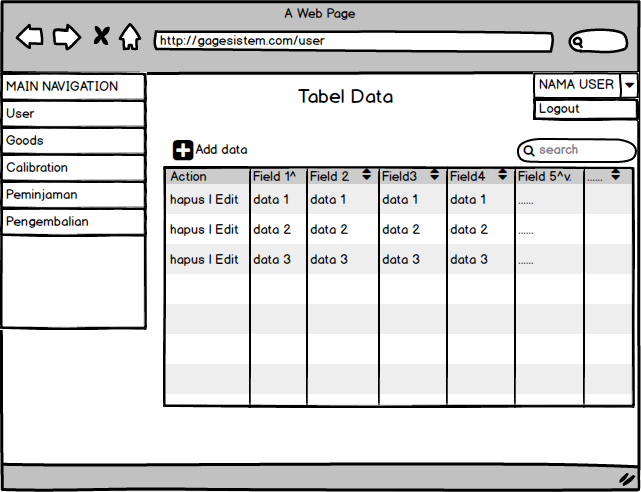 A Web Page
http://gagesistem.com/user
MAIN NAVIGATION
User
Goods
Calibration
Peminjaman
Pengembalian
NAMA USER
Logout
Tabel Data
Add data
search
Action Field 1^ Field 2 Field3 Field4 Field 5^v. ......
hapus | Edit data 1 data 1 data 1 data 1 ......
hapus | Edit data 2 data 2 data 2 data 2 ......
hapus | Edit data 3 data 3 data 3 data 3 ......